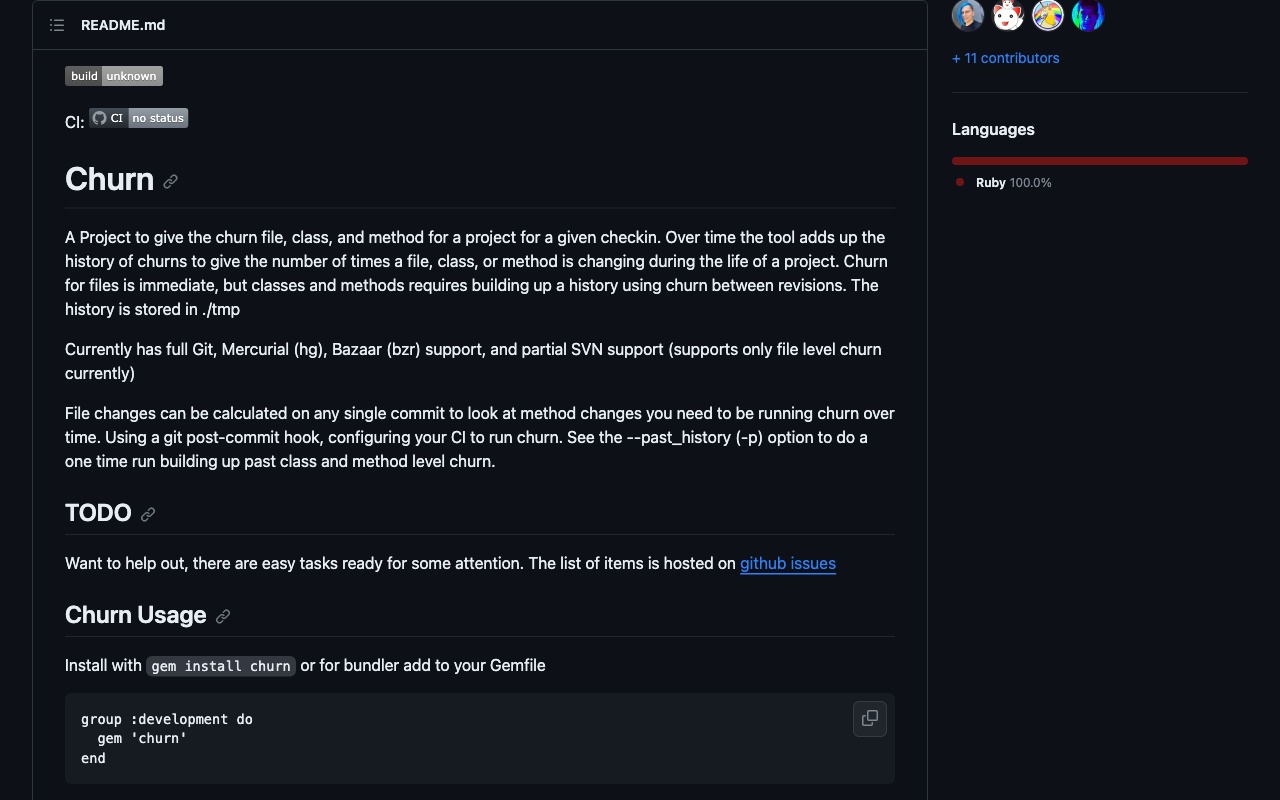 README.md
build unknown
CI: CI no status
Churn
A Project to give the churn file, class, and method for a project for a given checkin. Over time the tool adds up the
history of churns to give the number of times a file, class, or method is changing during the life of a project. Churn
for files is immediate, but classes and methods requires building up a history using churn between revisions. The
history is stored in ./tmp
Currently has full Git, Mercurial (hg), Bazaar (bzr) support, and partial SVN support (supports only file level churn
currently)
File changes can be calculated on any single commit to look at method changes you need to be running churn over
time. Using a git post-commit hook, configuring your CI to run churn. See the --past_history (-p) option to do a
one time run building up past class and method level churn.
TODO
Want to help out, there are easy tasks ready for some attention. The list of items is hosted on github issues
Churn Usage
Install with gem install churn or for bundler add to your Gemfile
group :development do
  gem 'churn'
end
+ 11 contributors
Languages
Ruby 100.0%